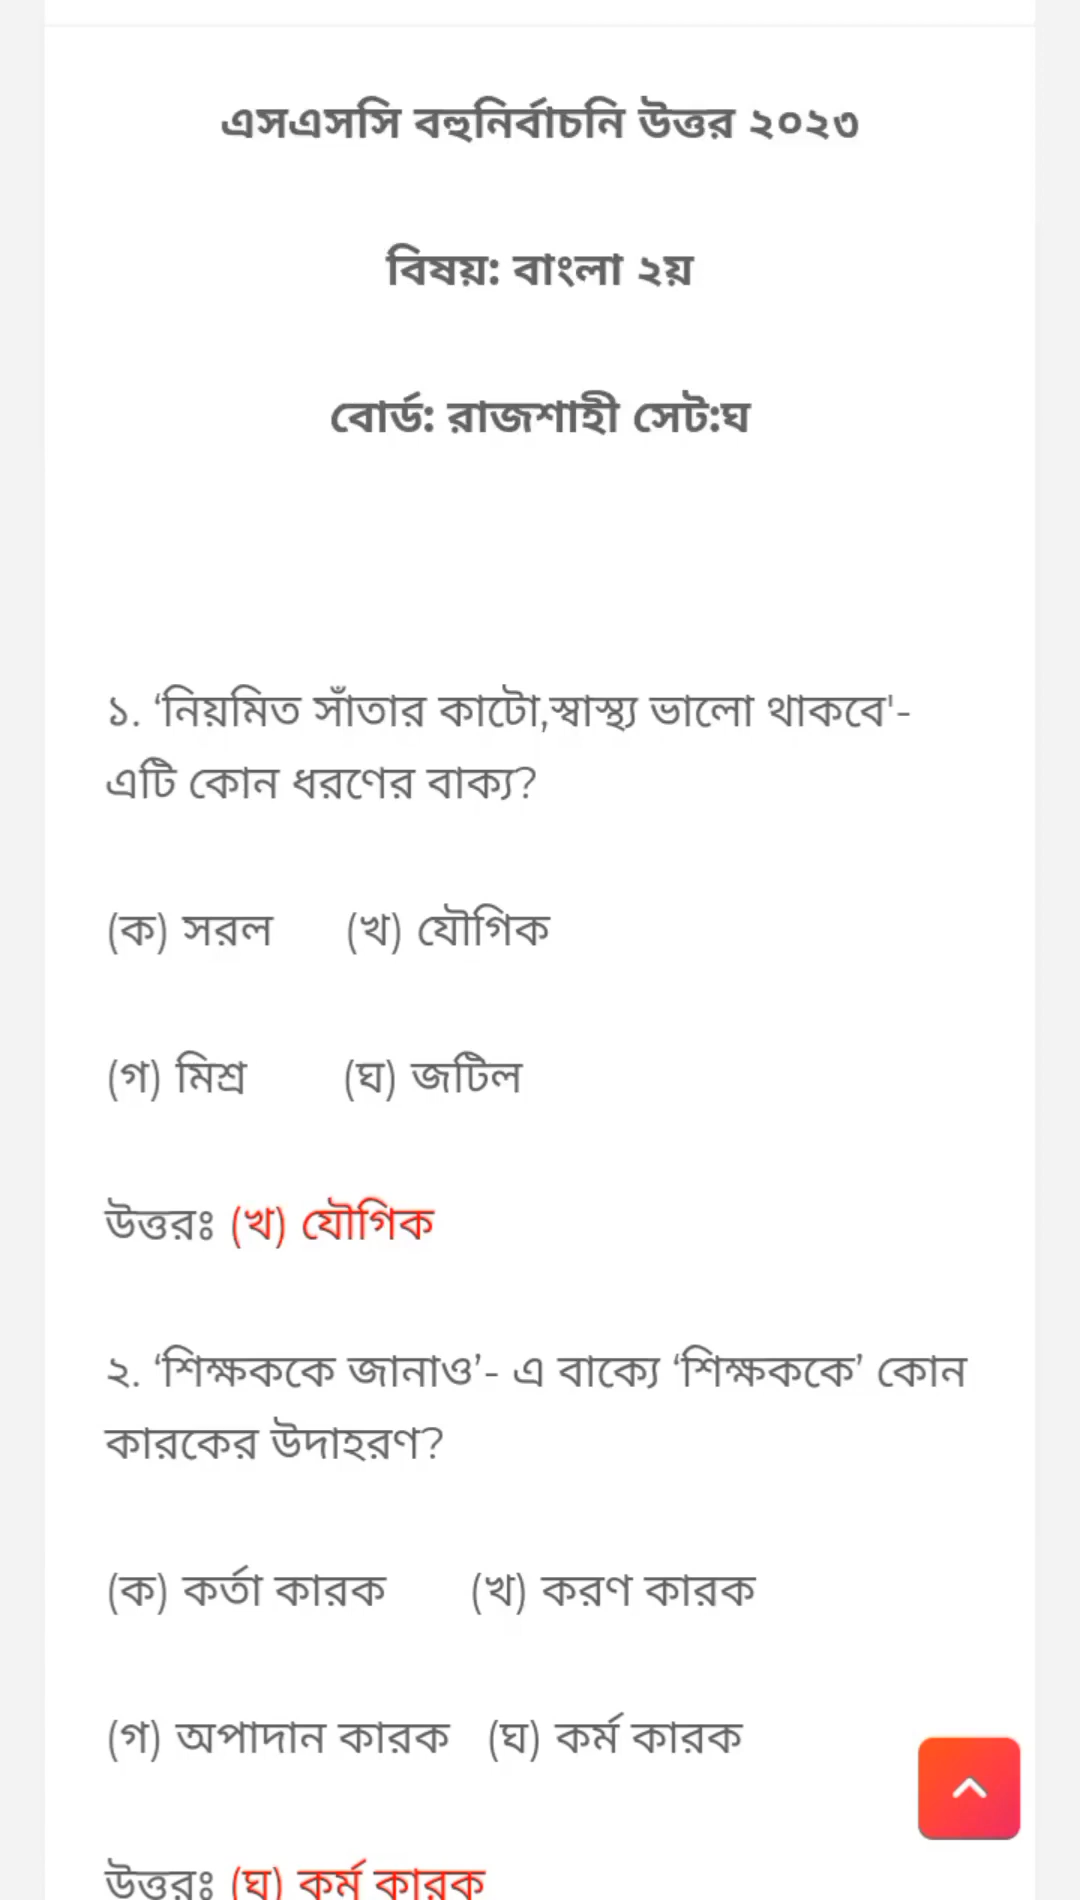 এসএসসি বহুনির্বাচনি উত্তর ২০২৩
বিষয়: বাংলা ২য়
বোর্ড: রাজশাহী সেট:ঘ
১. ‘নিয়মিত সাঁতার কাটো,স্বাস্থ্য ভালো থাকবে'-
এটি কোন ধরণের বাক্য?
(ক) সরল (খ) যৌগিক
(গ) মিশ্র (ঘ) জটিল
উত্তরঃ (খ) যৌগিক
২. ‘শিক্ষককে জানাও’- এ বাক্যে ‘শিক্ষককে’ কোন
কারকের উদাহরণ?
(ক) কর্তা কারক (খ) করণ কারক
(গ) অপাদান কারক (ঘ) কর্ম কারক
উত্তরঃ (ঘ) কর্ম কারক